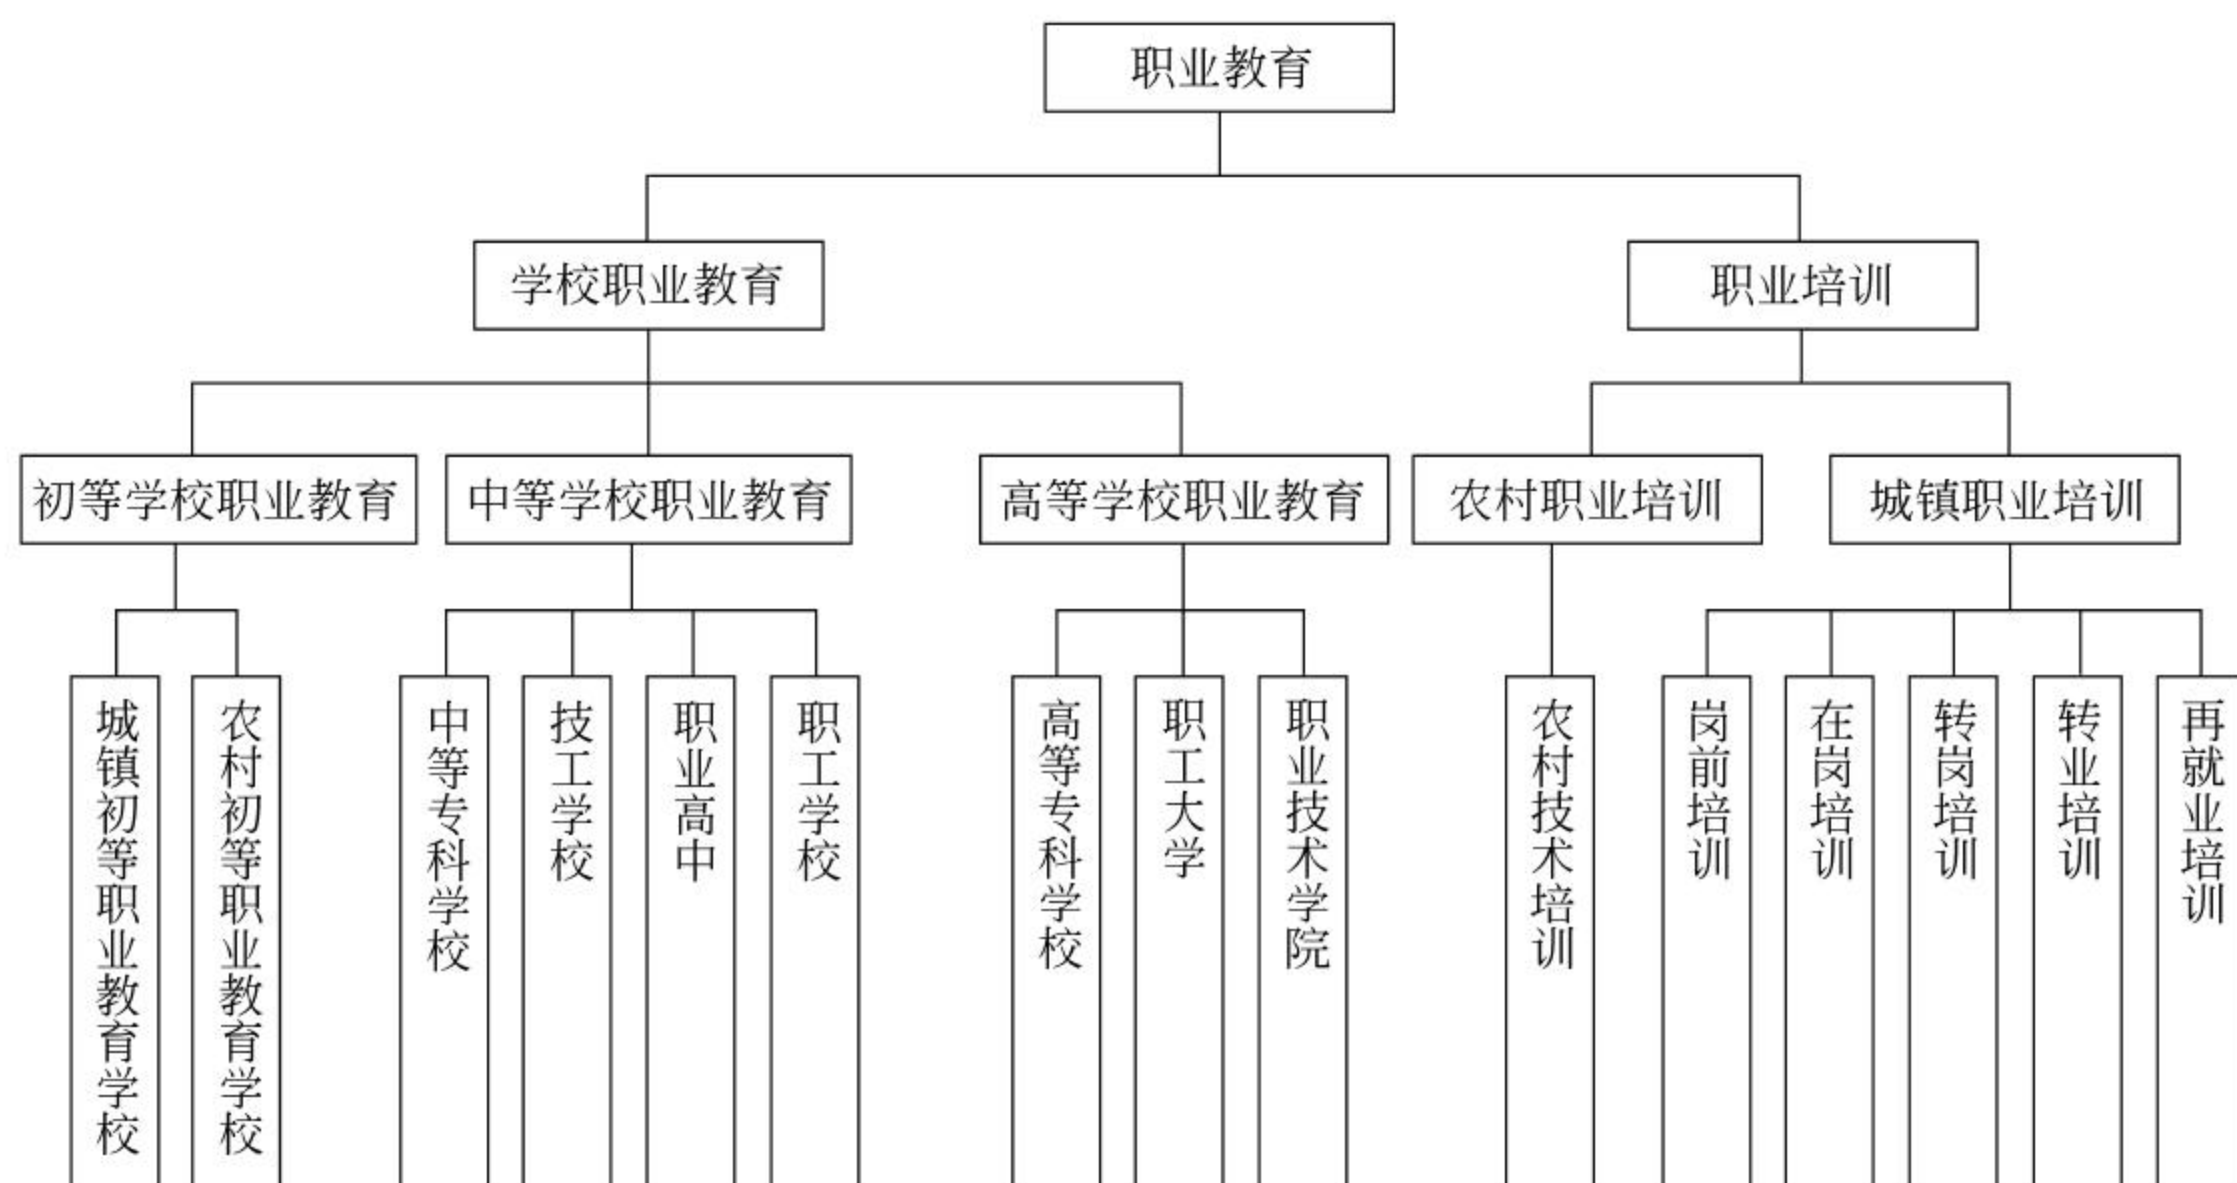 职业教育
学校职业教育
职业培训
初等学校职业教育
中等学校职业教育
高等学校职业教育
农村职业培训
城镇职业培训
城镇初等职业教育学校
农村初等职业教育学校
中等专科学校
技工学校
职业高中
职工学校
高等专科学校
职工大学
职业技术学院
农村技术培训
岗前培训
在岗培训
转岗培训
转业培训
再就业培训